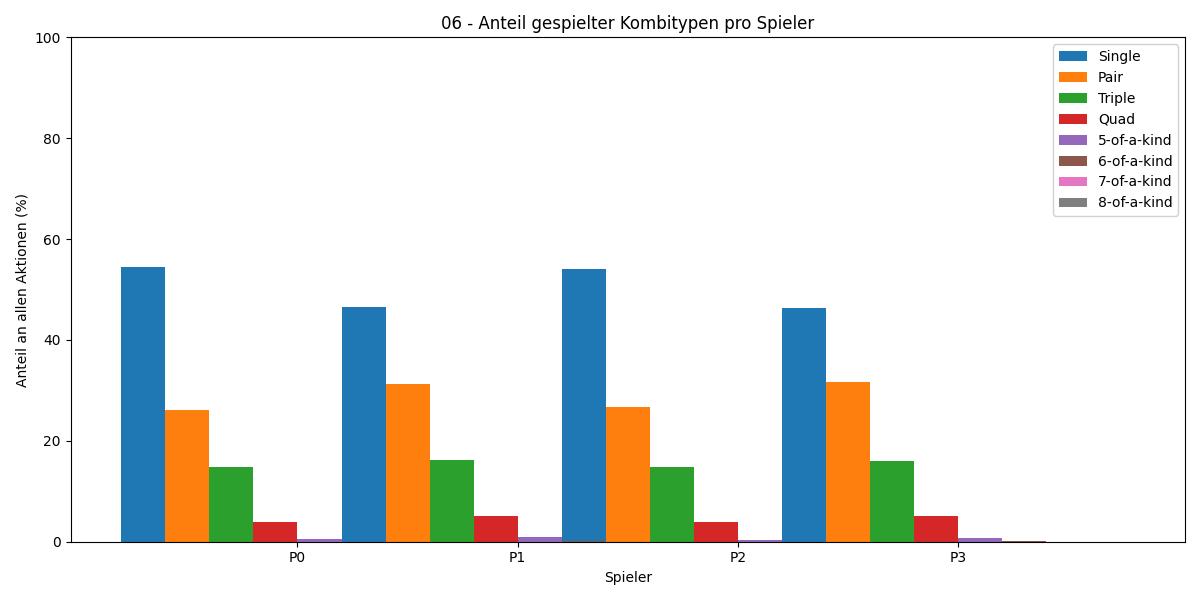 06 - Anteil gespielter Kombitypen pro Spieler
100
80
60
40
20
0
Anteil an allen Aktionen (%)
Single
Pair
Triple
Quad
5-of-a-kind
6-of-a-kind
7-of-a-kind
8-of-a-kind
P0 P1 P2 P3
Spieler